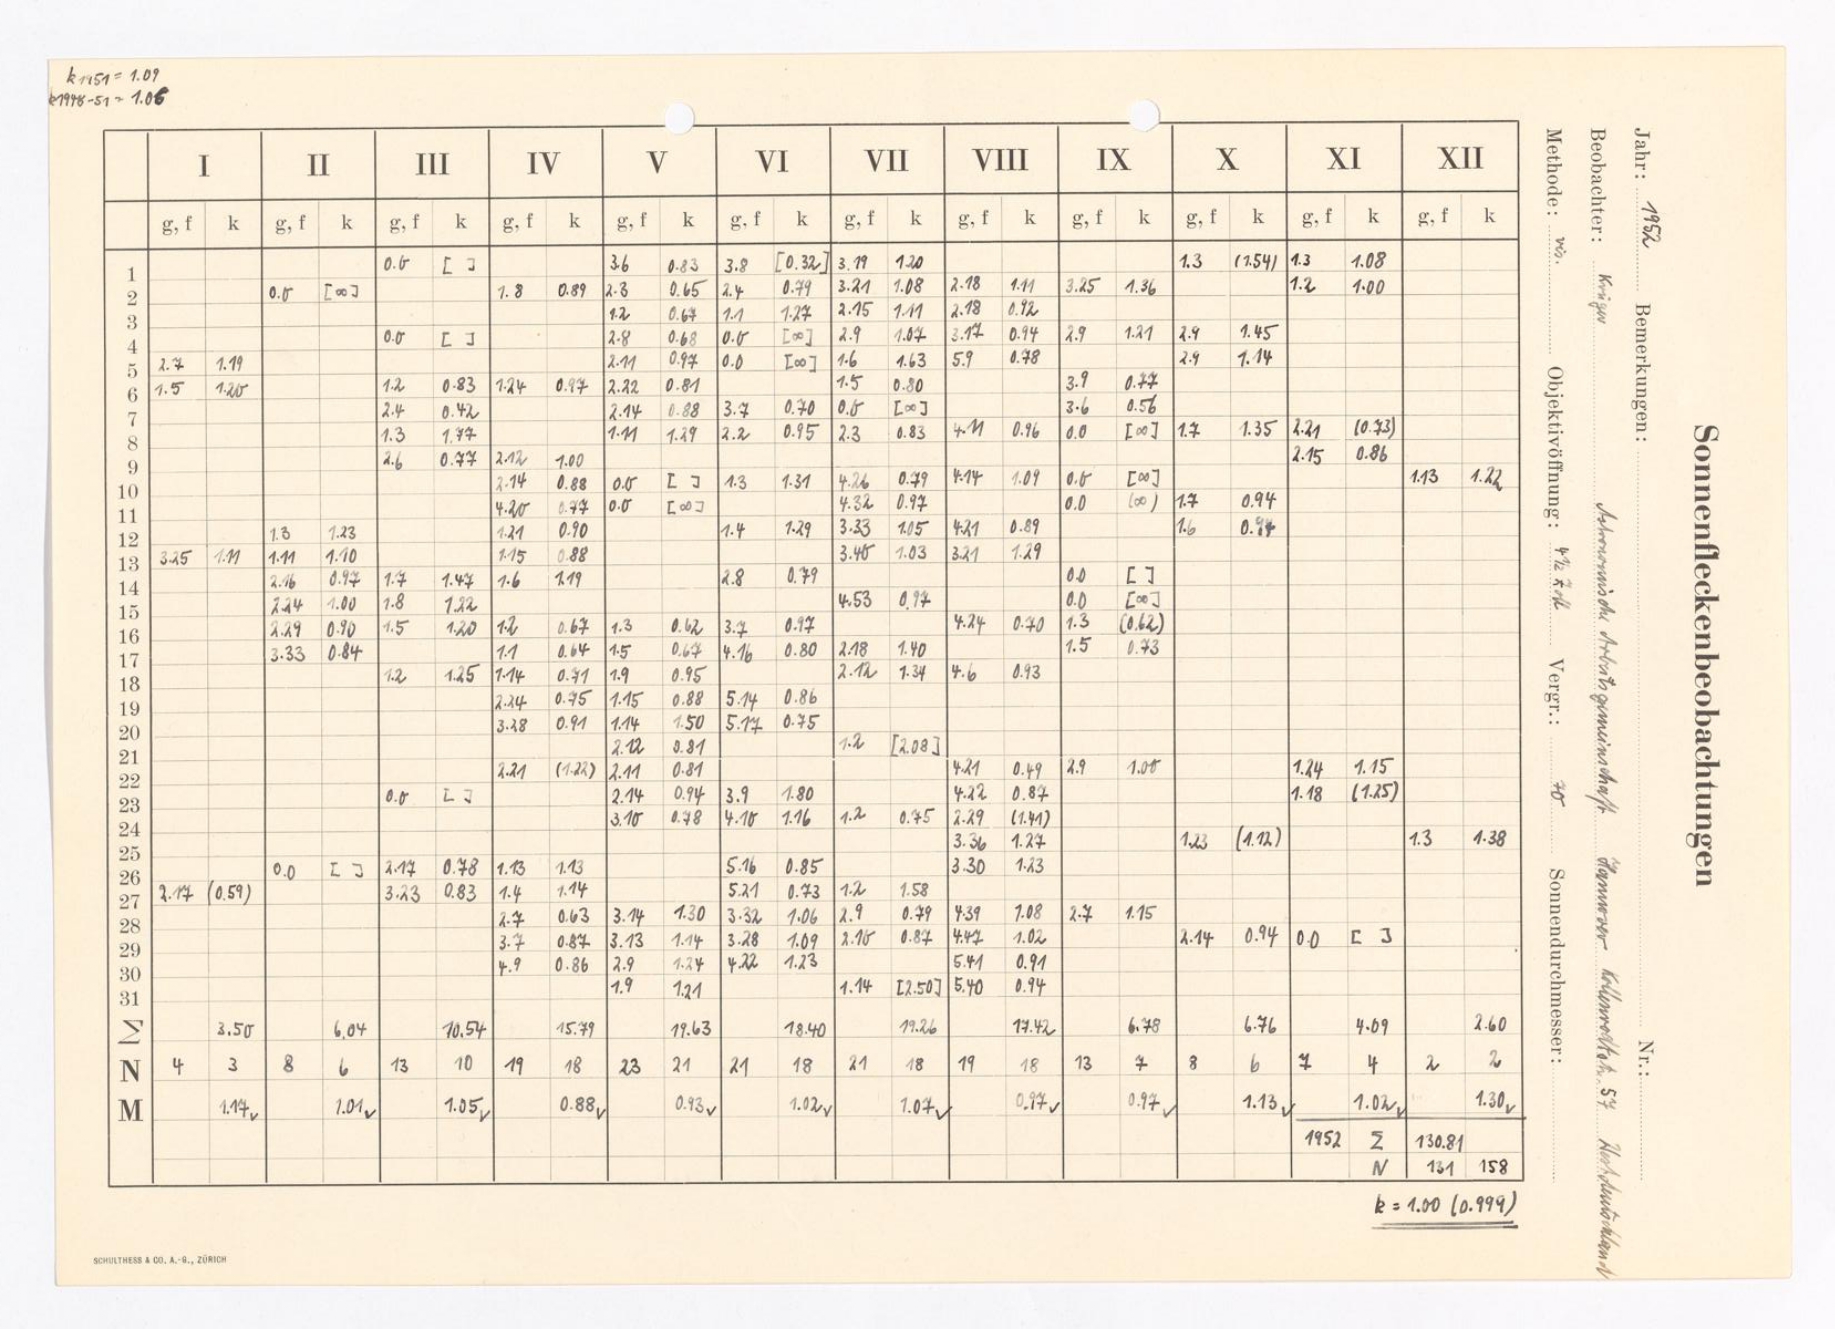 k 1951 = 1.09
k 1948-51 = 1.06
I II III IV V VI VII VIII IX X XI XII
g, f k g, f k g, f k g, f k g, f k g, f k g, f k g, f k g, f k g, f k g, f k g, f k
1 0.0 [ ] 3.6 0.83 3.8 [0.32] 3.19 1.20 1.3 (1.54) 1.3 1.08
2 0.0 [∞] 1.8 0.89 2.3 0.65 2.4 0.79 3.21 1.08 2.18 1.11 3.25 1.36 1.2 1.00
3 1.2 0.67 1.1 1.27 2.15 1.11 2.18 0.92
4 0.0 [ ] 2.8 0.68 0.0 [∞] 2.9 1.07 3.17 0.94 2.9 1.21 2.9 1.45
5 2.7 1.19 2.11 0.97 0.0 [∞] 1.6 1.63 5.9 0.78 2.9 1.14
6 1.5 1.20 1.2 0.83 1.24 0.97 2.22 0.81 1.5 0.80 3.9 0.77
7 2.4 0.42 2.14 0.88 3.7 0.70 0.0 [∞] 3.6 0.56
8 1.3 1.77 1.11 1.29 2.2 0.95 2.3 0.83 4.11 0.96 0.0 [∞] 1.7 1.35 2.21 (0.73)
9 2.6 0.77 2.12 1.00 2.15 0.86
10 2.14 0.88 0.0 [ ] 1.3 1.31 4.26 0.79 4.14 1.09 0.0 [∞] 1.13 1.22
11 4.20 0.77 0.0 [∞] 4.32 0.97 0.0 (∞) 1.7 0.94
12 1.3 1.23 1.21 0.90 1.4 1.29 3.33 1.05 4.21 0.89 1.6 0.94
13 3.25 1.11 1.11 1.10 1.15 0.88 3.40 1.03 3.21 1.29
14 2.16 0.97 1.7 1.47 1.6 1.19 2.8 0.79 0.0 [ ]
15 2.24 1.00 1.8 1.22 4.53 0.97 0.0 [∞]
16 2.29 0.90 1.5 1.20 1.2 0.67 1.3 0.62 3.7 0.97 4.24 0.70 1.3 (0.62)
17 3.33 0.84 1.1 0.64 1.5 0.67 4.16 0.80 2.18 1.40 1.5 0.73
18 1.2 1.25 1.14 0.71 1.9 0.95 2.12 1.34 4.6 0.93
19 2.24 0.75 1.15 0.88 5.14 0.86
20 3.28 0.91 1.14 1.50 5.17 0.75
21 2.12 0.81 1.2 [2.08]
22 2.21 (1.22) 2.11 0.81 4.21 0.49 2.9 1.00 1.24 1.15
23 0.0 [ ] 2.14 0.94 3.9 1.80 4.22 0.87 1.18 (1.25)
24 3.10 0.78 4.10 1.16 1.2 0.75 2.29 (1.41)
25 3.36 1.27 1.23 (1.12) 1.3 1.38
26 0.0 [ ] 2.17 0.78 1.13 1.13 5.16 0.85 3.30 1.23
27 2.17 (0.59) 3.23 0.83 1.4 1.14 5.21 0.73 1.2 1.58
28 2.7 0.63 3.14 1.30 3.32 1.06 2.9 0.79 4.39 1.08 2.7 1.15
29 3.7 0.87 3.13 1.14 3.28 1.09 2.10 0.87 4.47 1.02 2.14 0.94 0.0 [ ]
30 4.9 0.86 2.9 1.24 4.22 1.23 5.41 0.91
31 1.9 1.21 1.14 [2.50] 5.40 0.94
Σ 3.50 6.04 10.54 15.79 19.63 18.40 19.26 17.42 6.78 6.76 4.09 2.60
N 4 3 8 6 13 10 19 18 23 21 21 18 21 18 19 18 13 7 8 6 7 4 2 2
M 1.17✓ 1.01✓ 1.05✓ 0.88✓ 0.93✓ 1.02✓ 1.07✓ 0.97✓ 0.97✓ 1.13✓ 1.02✓ 1.30✓
1952 Σ 130.81
N 131 158
k = 1.00 (0.999)
SCHULTHESS & CO. A.-G., ZÜRICH
Sonnenfleckenbeobachtungen
Jahr: 1952 Bemerkungen: Nr.:
Beobachter: Krüger Astronomische Arbeitsgemeinschaft Hannover 57 Westdeutschland
Methode: vis. Objektivöffnung: 4½ Zoll Vergr.: 70 Sonnendurchmesser: